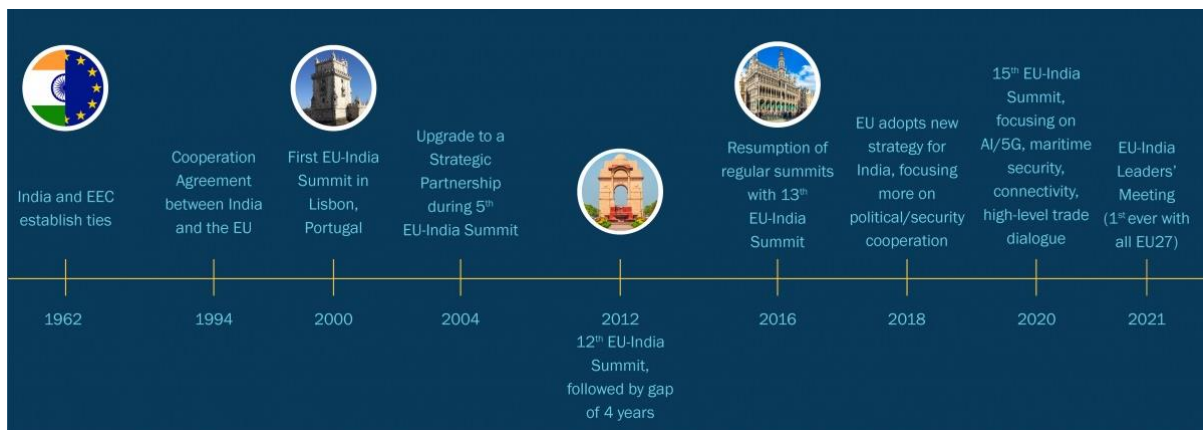 India and EEC
establish ties
1962
Cooperation
Agreement
between India
and the EU
1994
First EU-India
Summit in
Lisbon,
Portugal
2000
Upgrade to a
Strategic
Partnership
during 5th
EU-India Summit
2004
2012
12th EU-India
Summit,
followed by gap
of 4 years
Resumption of
regular summits
with 13th
EU-India
Summit
2016
EU adopts new
strategy for
India, focusing
more on
political/security
cooperation
2018
15th EU-India
Summit,
focusing on
AI/5G, maritime
security,
connectivity,
high-level trade
dialogue
2020
EU-India
Leaders'
Meeting
(1st ever with
all EU27)
2021